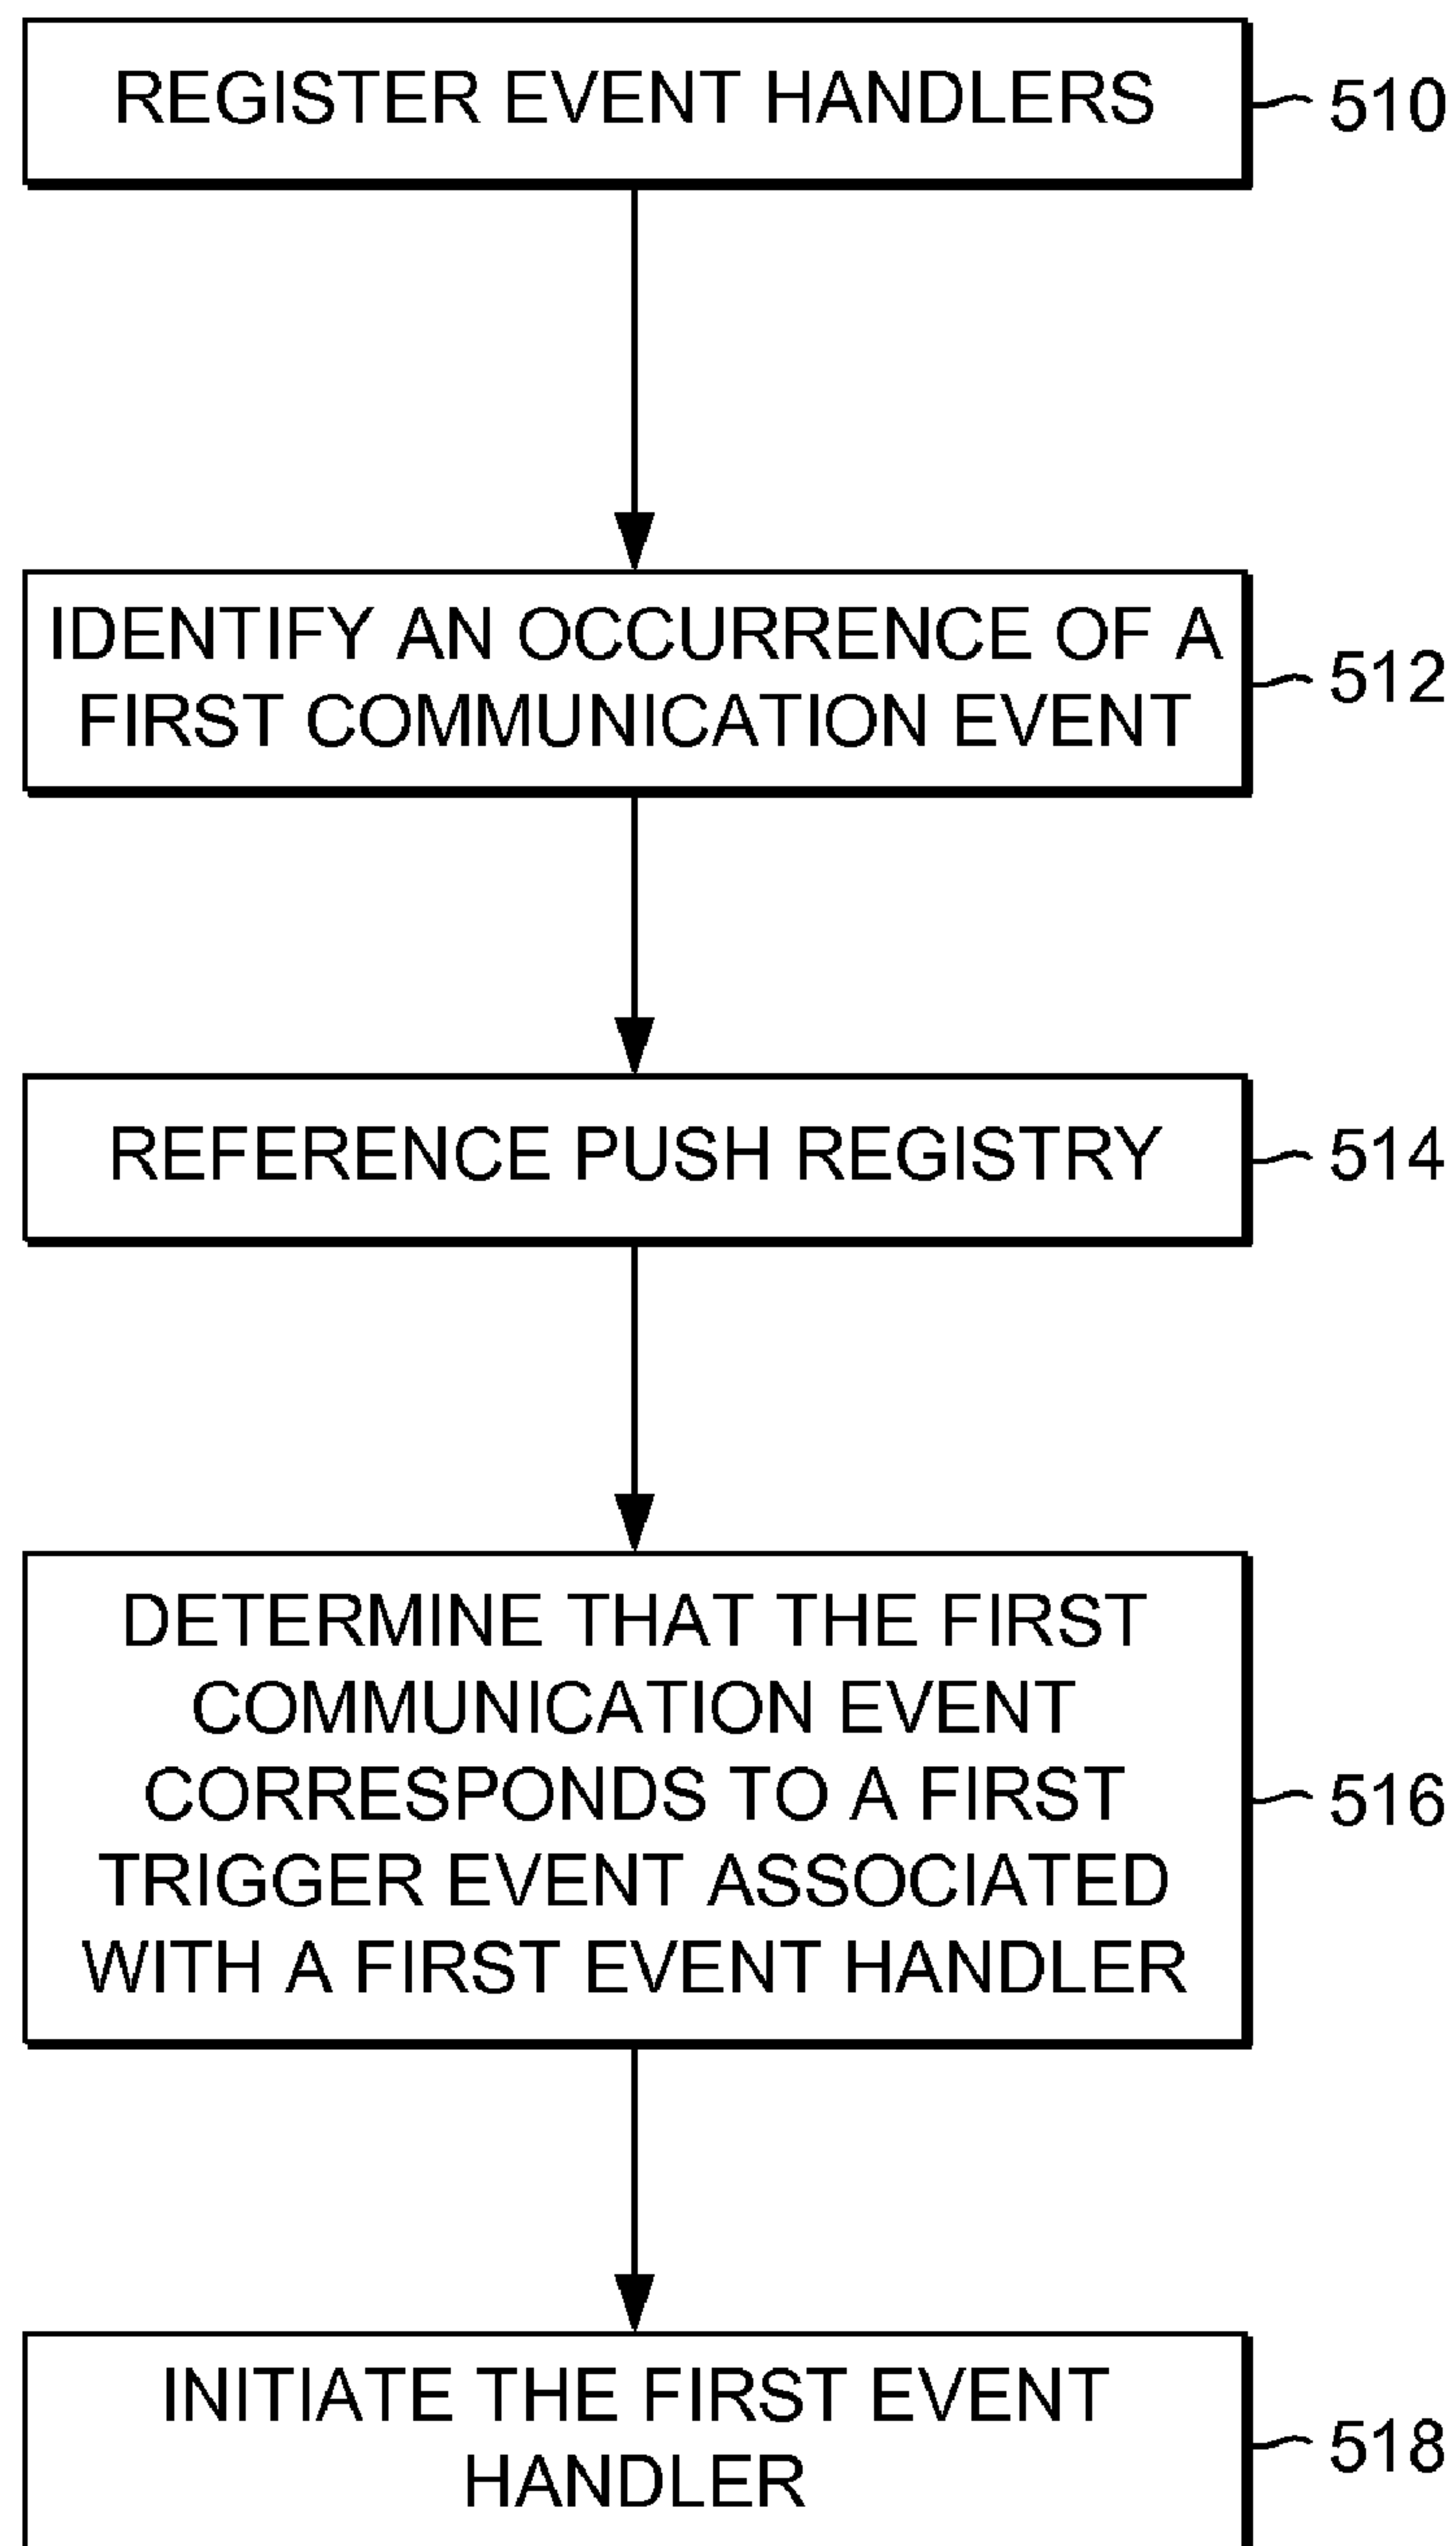 REGISTER EVENT HANDLERS
510
IDENTIFY AN OCCURRENCE OF A
FIRST COMMUNICATION EVENT
512
REFERENCE PUSH REGISTRY
514
DETERMINE THAT THE FIRST
COMMUNICATION EVENT
CORRESPONDS TO A FIRST
TRIGGER EVENT ASSOCIATED
WITH A FIRST EVENT HANDLER
516
INITIATE THE FIRST EVENT
HANDLER
518